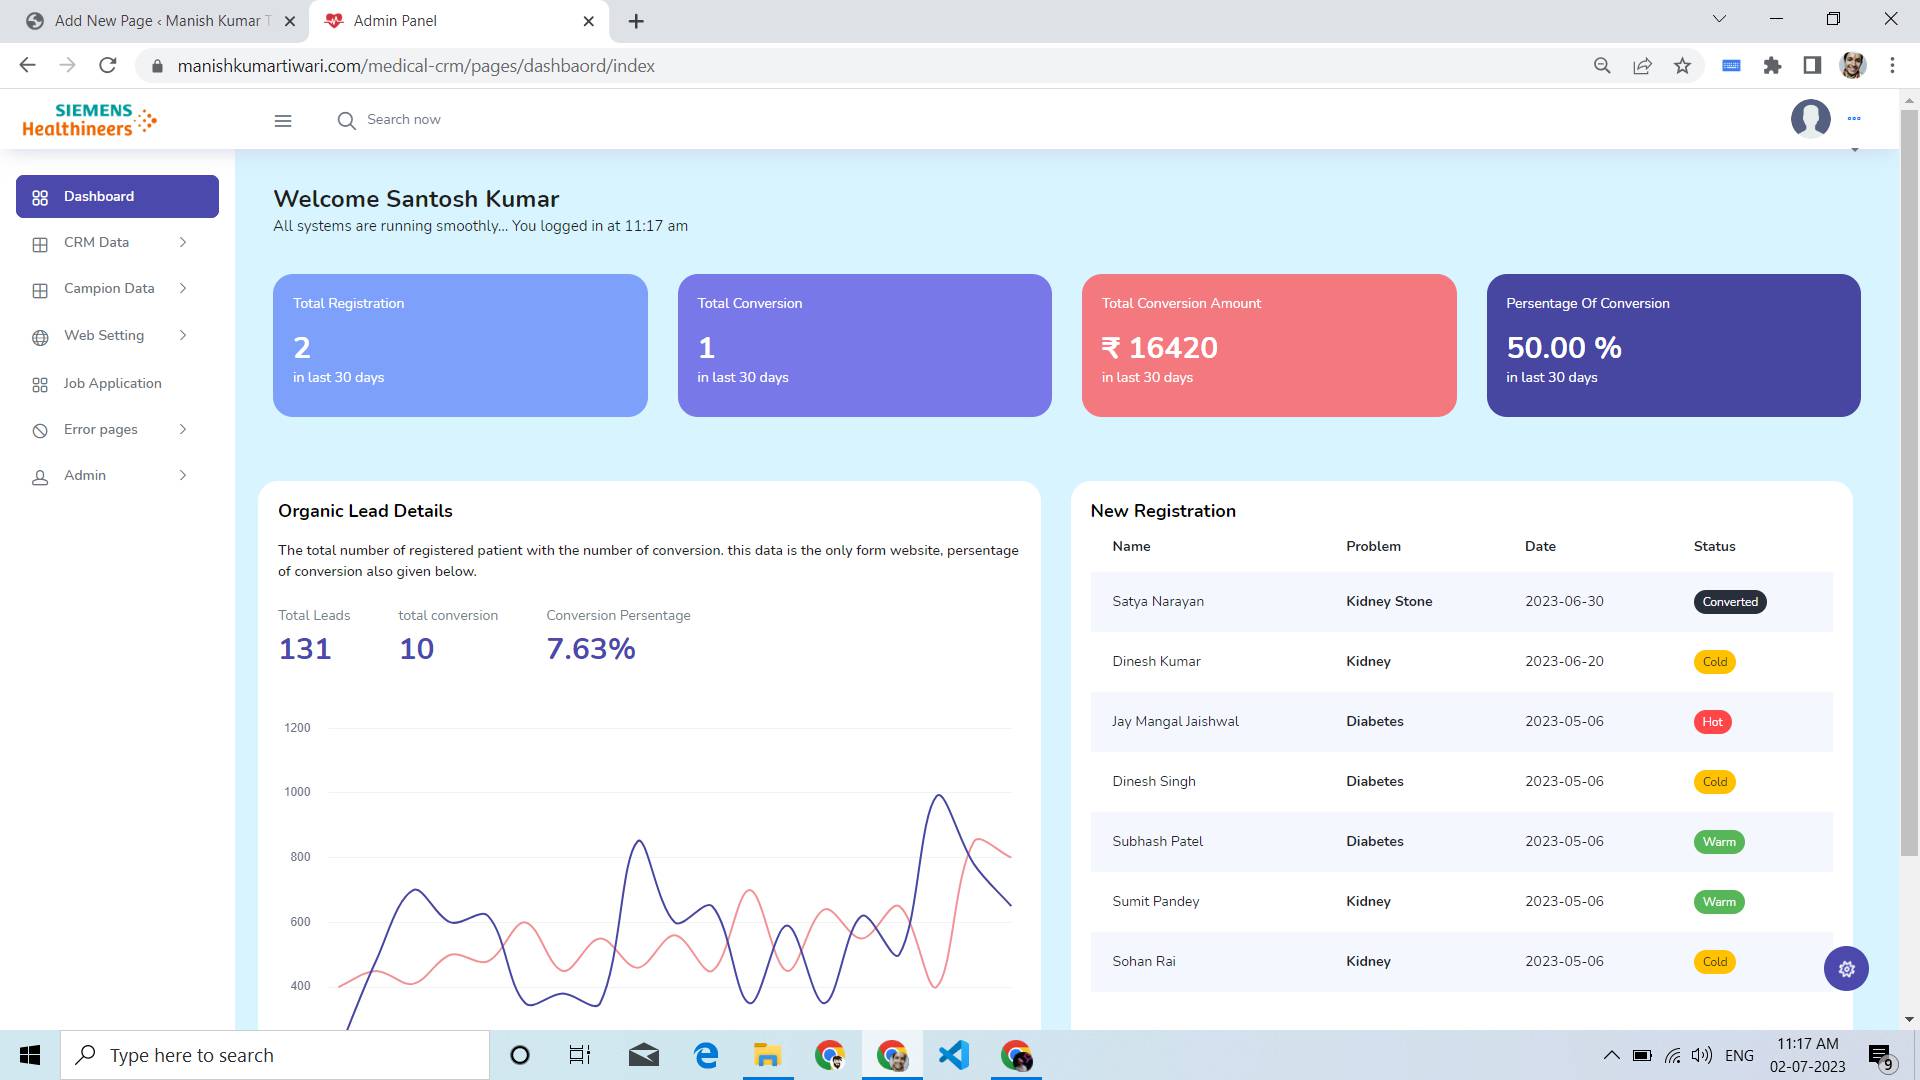 Add New Page ‹ Manish Kumar T
Admin Panel
manishkumartiwari.com/medical-crm/pages/dashbaord/index
SIEMENS
Healthineers
Search now
Dashboard
CRM Data
Campion Data
Web Setting
Job Application
Error pages
Admin
Welcome Santosh Kumar
All systems are running smoothly... You logged in at 11:17 am
Total Registration
2
in last 30 days
Total Conversion
1
in last 30 days
Total Conversion Amount
₹ 16420
in last 30 days
Persentage Of Conversion
50.00 %
in last 30 days
Organic Lead Details
The total number of registered patient with the number of conversion. this data is the only form website, persentage
of conversion also given below.
Total Leads total conversion Conversion Persentage
131 10 7.63%
1200
1000
800
600
400
New Registration
Name Problem Date Status
Satya Narayan Kidney Stone 2023-06-30 Converted
Dinesh Kumar Kidney 2023-06-20 Cold
Jay Mangal Jaishwal Diabetes 2023-05-06 Hot
Dinesh Singh Diabetes 2023-05-06 Cold
Subhash Patel Diabetes 2023-05-06 Warm
Sumit Pandey Kidney 2023-05-06 Warm
Sohan Rai Kidney 2023-05-06 Cold
Type here to search
ENG
11:17 AM
02-07-2023
9